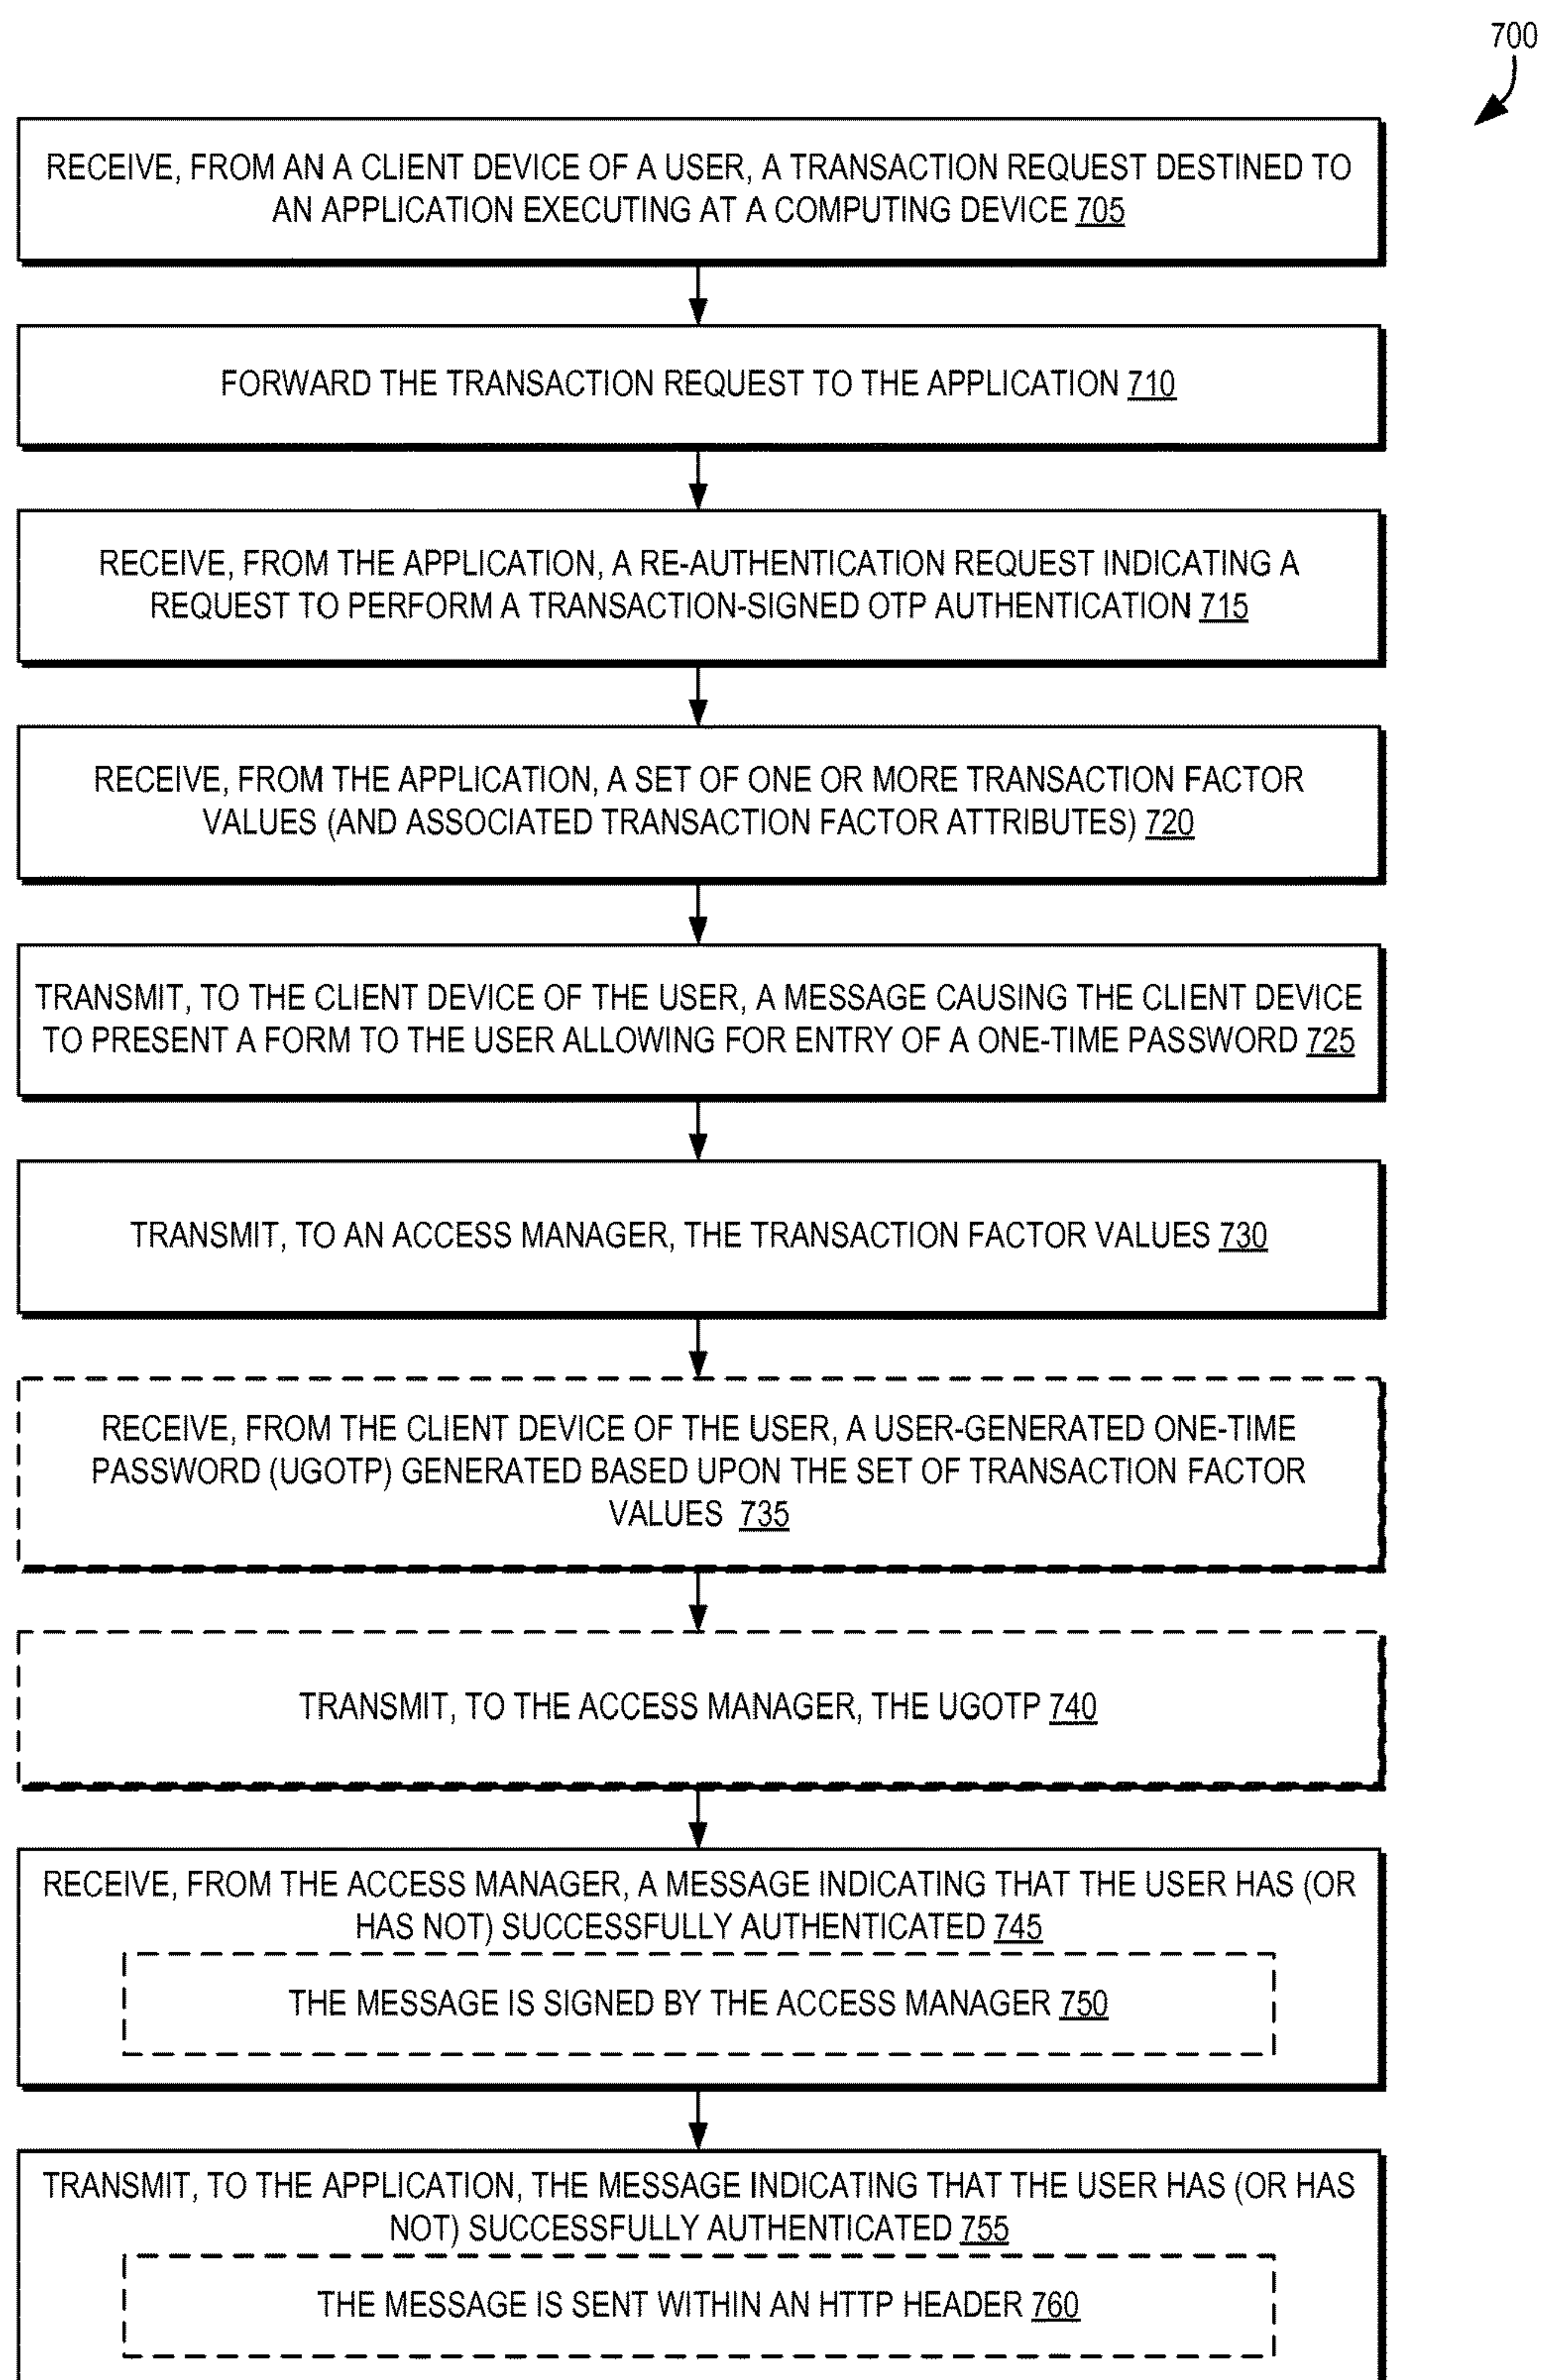 700
RECEIVE, FROM AN A CLIENT DEVICE OF A USER, A TRANSACTION REQUEST DESTINED TO
AN APPLICATION EXECUTING AT A COMPUTING DEVICE 705
FORWARD THE TRANSACTION REQUEST TO THE APPLICATION 710
RECEIVE, FROM THE APPLICATION, A RE-AUTHENTICATION REQUEST INDICATING A
REQUEST TO PERFORM A TRANSACTION-SIGNED OTP AUTHENTICATION 715
RECEIVE, FROM THE APPLICATION, A SET OF ONE OR MORE TRANSACTION FACTOR
VALUES (AND ASSOCIATED TRANSACTION FACTOR ATTRIBUTES) 720
TRANSMIT, TO THE CLIENT DEVICE OF THE USER, A MESSAGE CAUSING THE CLIENT DEVICE
TO PRESENT A FORM TO THE USER ALLOWING FOR ENTRY OF A ONE-TIME PASSWORD 725
TRANSMIT, TO AN ACCESS MANAGER, THE TRANSACTION FACTOR VALUES 730
RECEIVE, FROM THE CLIENT DEVICE OF THE USER, A USER-GENERATED ONE-TIME
PASSWORD (UGOTP) GENERATED BASED UPON THE SET OF TRANSACTION FACTOR
VALUES 735
TRANSMIT, TO THE ACCESS MANAGER, THE UGOTP 740
RECEIVE, FROM THE ACCESS MANAGER, A MESSAGE INDICATING THAT THE USER HAS (OR
HAS NOT) SUCCESSFULLY AUTHENTICATED 745
THE MESSAGE IS SIGNED BY THE ACCESS MANAGER 750
TRANSMIT, TO THE APPLICATION, THE MESSAGE INDICATING THAT THE USER HAS (OR HAS
NOT) SUCCESSFULLY AUTHENTICATED 755
THE MESSAGE IS SENT WITHIN AN HTTP HEADER 760